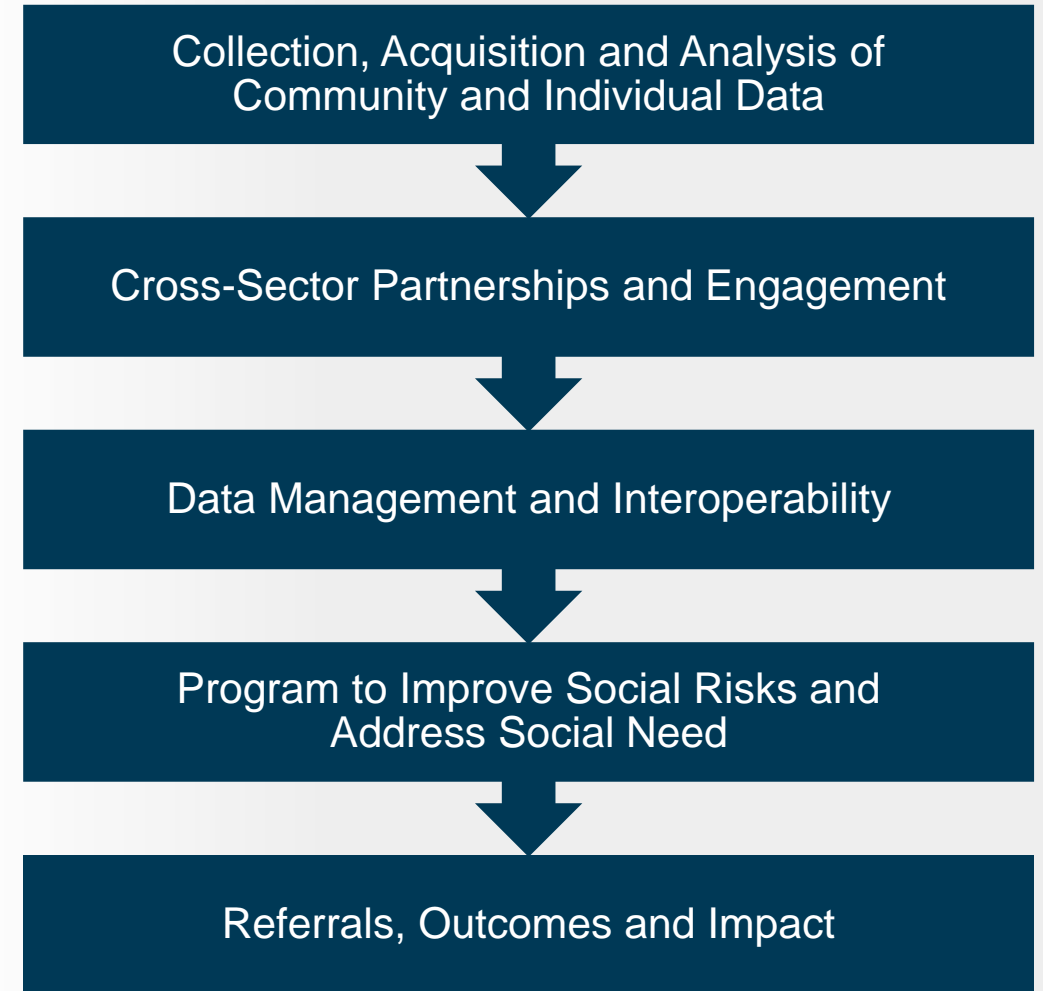 Collection, Acquisition and Analysis of
Community and Individual Data
Cross-Sector Partnerships and Engagement
Data Management and Interoperability
Program to Improve Social Risks and
Address Social Need
Referrals, Outcomes and Impact